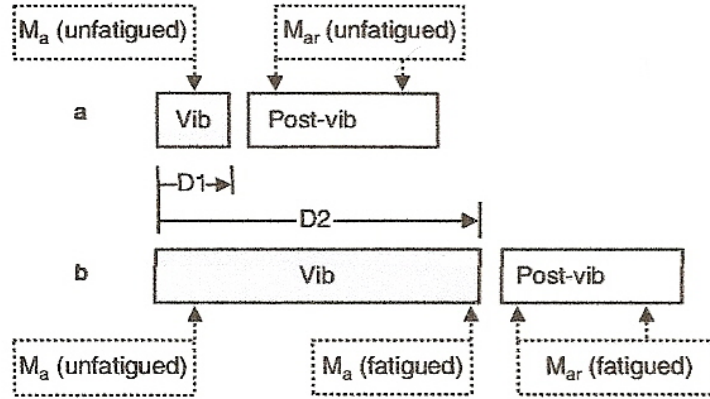 Ma (unfatigued) Mar (unfatigued)
a Vib Post-vib
D1
D2
b Vib Post-vib
Ma (unfatigued) Ma (fatigued) Mar (fatigued)